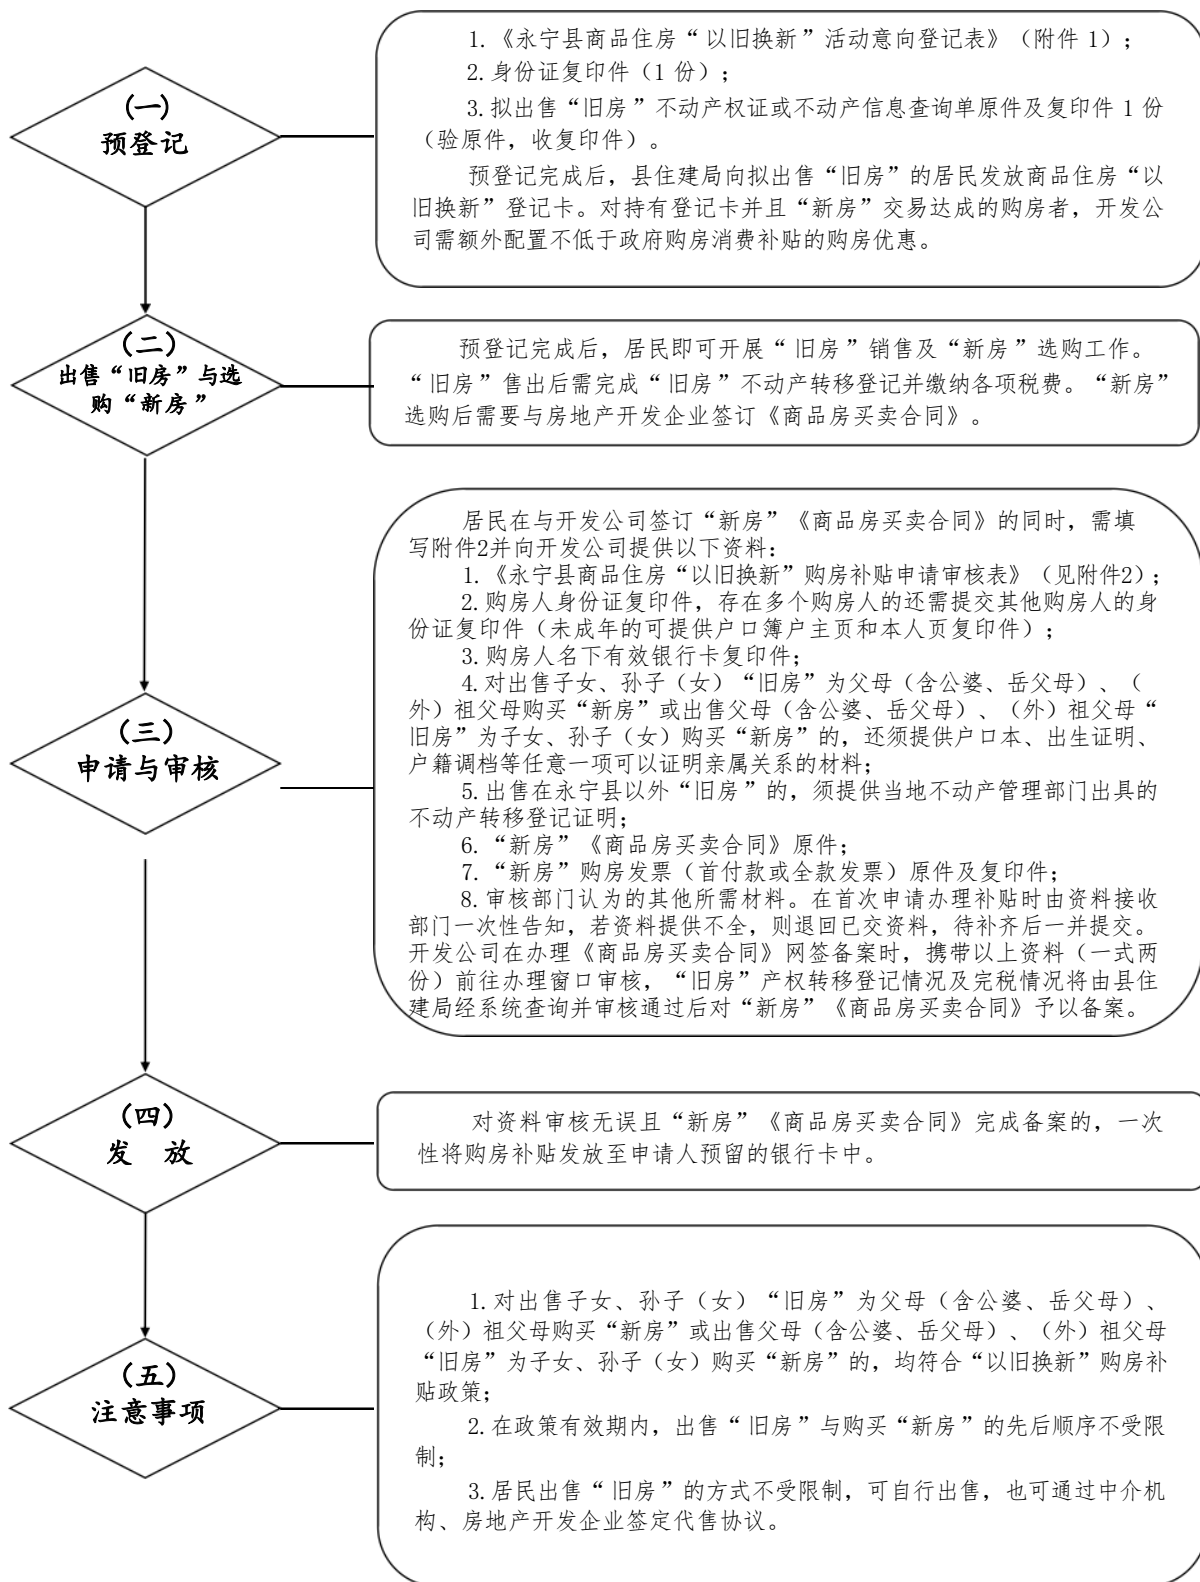 （一）
预登记
1.《永宁县商品住房“以旧换新”活动意向登记表》（附件 1）；
2.身份证复印件（1 份）；
3.拟出售“旧房”不动产权证或不动产信息查询单原件及复印件 1 份
（验原件，收复印件）。
预登记完成后，县住建局向拟出售“旧房”的居民发放商品住房“以
旧换新”登记卡。对持有登记卡并且“新房”交易达成的购房者，开发公
司需额外配置不低于政府购房消费补贴的购房优惠。
（二）
出售“旧房”与选
购“新房”
预登记完成后，居民即可开展“旧房”销售及“新房”选购工作。
“旧房”售出后需完成“旧房”不动产转移登记并缴纳各项税费。“新房”
选购后需要与房地产开发企业签订《商品房买卖合同》。
（三）
申请与审核
居民在与开发公司签订“新房”《商品房买卖合同》的同时，需填
写附件2并向开发公司提供以下资料：
1.《永宁县商品住房“以旧换新”购房补贴申请审核表》（见附件2）；
2.购房人身份证复印件，存在多个购房人的还需提交其他购房人的身
份证复印件（未成年的可提供户口簿户主页和本人页复印件）；
3.购房人名下有效银行卡复印件；
4.对出售子女、孙子（女）“旧房”为父母（含公婆、岳父母）、（
外）祖父母购买“新房”或出售父母（含公婆、岳父母）、（外）祖父母“
旧房”为子女、孙子（女）购买“新房”的，还须提供户口本、出生证明、
户籍调档等任意一项可以证明亲属关系的材料；
5.出售在永宁县以外“旧房”的，须提供当地不动产管理部门出具的
不动产转移登记证明；
6.“新房”《商品房买卖合同》原件；
7.“新房”购房发票（首付款或全款发票）原件及复印件；
8.审核部门认为的其他所需材料。在首次申请办理补贴时由资料接收
部门一次性告知，若资料提供不全，则退回已交资料，待补齐后一并提交。
开发公司在办理《商品房买卖合同》网签备案时，携带以上资料（一式两
份）前往办理窗口审核，“旧房”产权转移登记情况及完税情况将由县住
建局经系统查询并审核通过后对“新房”《商品房买卖合同》予以备案。
（四）
发 放
对资料审核无误且“新房”《商品房买卖合同》完成备案的，一次
性将购房补贴发放至申请人预留的银行卡中。
（五）
注意事项
1.对出售子女、孙子（女）“旧房”为父母（含公婆、岳父母）、
（外）祖父母购买“新房”或出售父母（含公婆、岳父母）、（外）祖父母
“旧房”为子女、孙子（女）购买“新房”的，均符合“以旧换新”购房补
贴政策；
2.在政策有效期内，出售“旧房”与购买“新房”的先后顺序不受限
制；
3.居民出售“旧房”的方式不受限制，可自行出售，也可通过中介机
构、房地产开发企业签定代售协议。